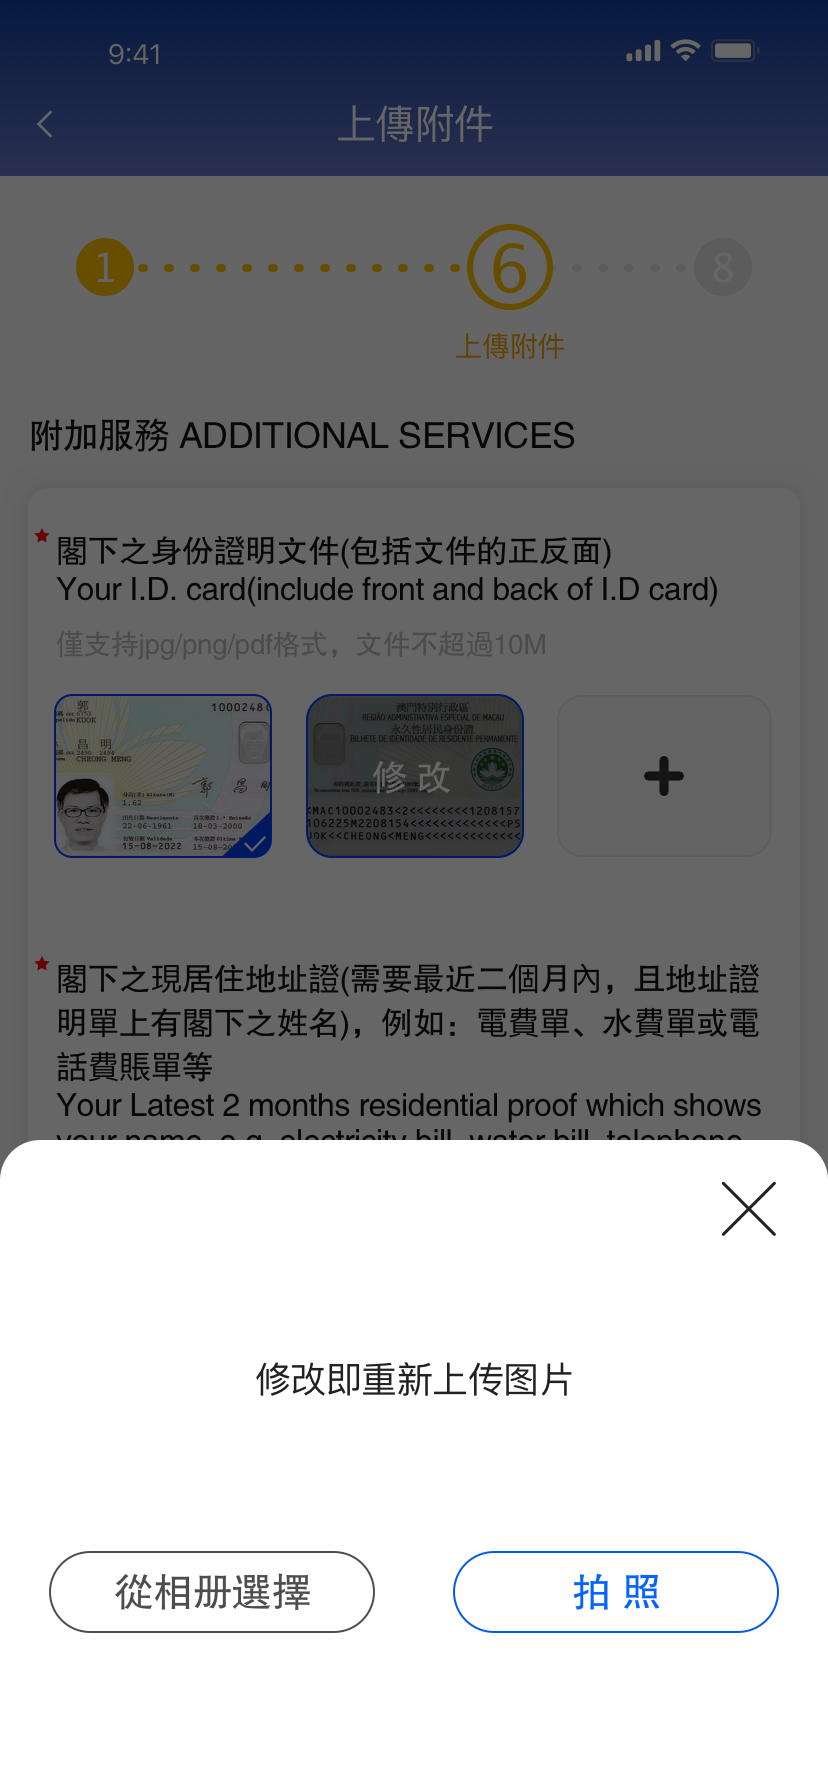 9:41
上傳附件
1
6
8
上傳附件
附加服務 ADDITIONAL SERVICES
閣下之身份證明文件(包括文件的正反面)
Your I.D. card(include front and back of I.D card)
僅支持jpg/png/pdf格式，文件不超過10M
郭
KUOK
1000248
昌 明
CHEONG MENG
1.62
22-06-1961
18-03-2000
15-08-2022
15-08-20
澳門特別行政區
REGIÃO ADMINISTRATIVA ESPECIAL DE MACAU
永久性居民身份證
BILHETE DE IDENTIDADE DE RESIDENTE PERMANENTE
修 改
<MAC10002483<2<<<<<<<<1208157
106225M2208154<<<<<<<<<<<<<P5
UOK<<CHEONG<MENG<<<<<<<<<<<<<
閣下之現居住地址證(需要最近二個月內，且地址證
明單上有閣下之姓名)，例如：電費單、水費單或電
話費賬單等
Your Latest 2 months residential proof which shows
your name, e.g. electricity bill, water bill, telephone
修改即重新上传图片
從相册選擇
拍 照